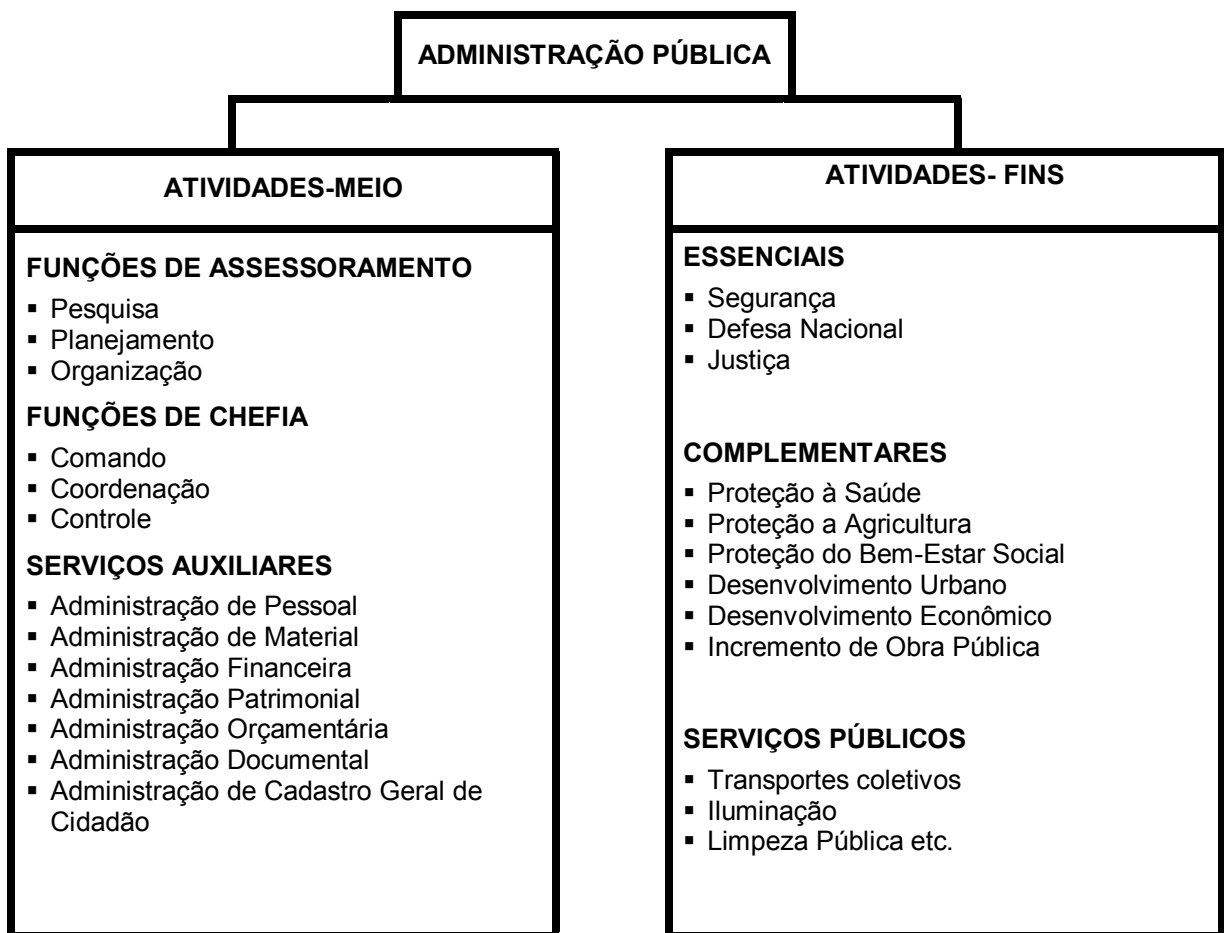 ADMINISTRAÇÃO PÚBLICA
ATIVIDADES-MEIO
FUNÇÕES DE ASSESSORAMENTO
▪ Pesquisa
▪ Planejamento
▪ Organização
FUNÇÕES DE CHEFIA
▪ Comando
▪ Coordenação
▪ Controle
SERVIÇOS AUXILIARES
▪ Administração de Pessoal
▪ Administração de Material
▪ Administração Financeira
▪ Administração Patrimonial
▪ Administração Orçamentária
▪ Administração Documental
▪ Administração de Cadastro Geral de
Cidadão
ATIVIDADES- FINS
ESSENCIAIS
▪ Segurança
▪ Defesa Nacional
▪ Justiça
COMPLEMENTARES
▪ Proteção à Saúde
▪ Proteção a Agricultura
▪ Proteção do Bem-Estar Social
▪ Desenvolvimento Urbano
▪ Desenvolvimento Econômico
▪ Incremento de Obra Pública
SERVIÇOS PÚBLICOS
▪ Transportes coletivos
▪ Iluminação
▪ Limpeza Pública etc.